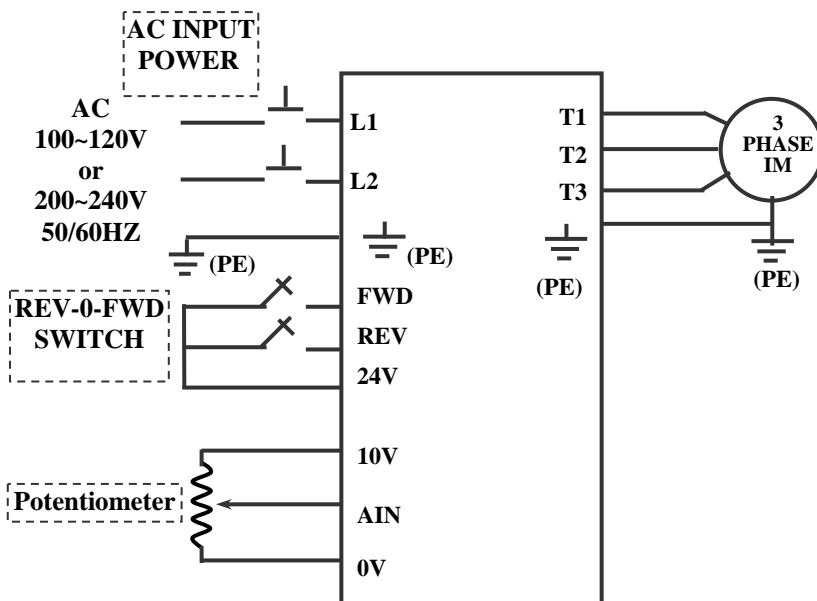 AC INPUT
POWER
AC
100~120V
or
200~240V
50/60HZ
L1
L2
(PE)
(PE)
REV-0-FWD
SWITCH
FWD
REV
24V
Potentiometer
10V
AIN
0V
T1
T2
T3
(PE)
3
PHASE
IM
(PE)